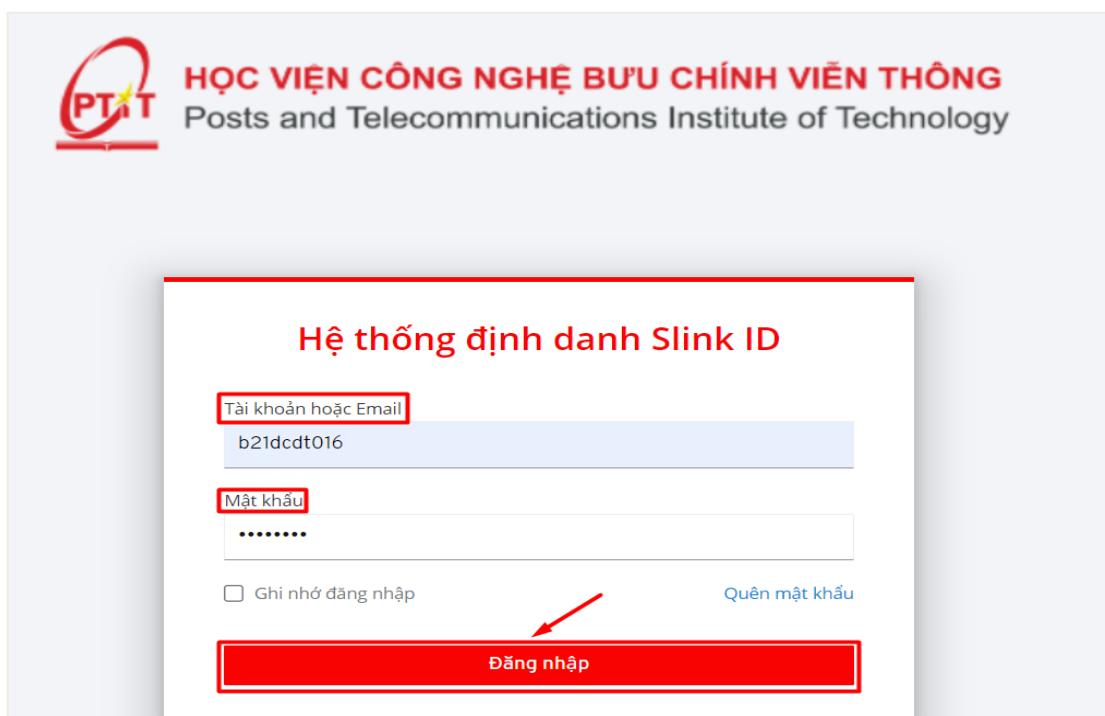 PTIT
HỌC VIỆN CÔNG NGHỆ BƯU CHÍNH VIỄN THÔNG
Posts and Telecommunications Institute of Technology
Hệ thống định danh Slink ID
Tài khoản hoặc Email
b21dcdt016
Mật khẩu
••••••••
Ghi nhớ đăng nhập
Quên mật khẩu
Đăng nhập